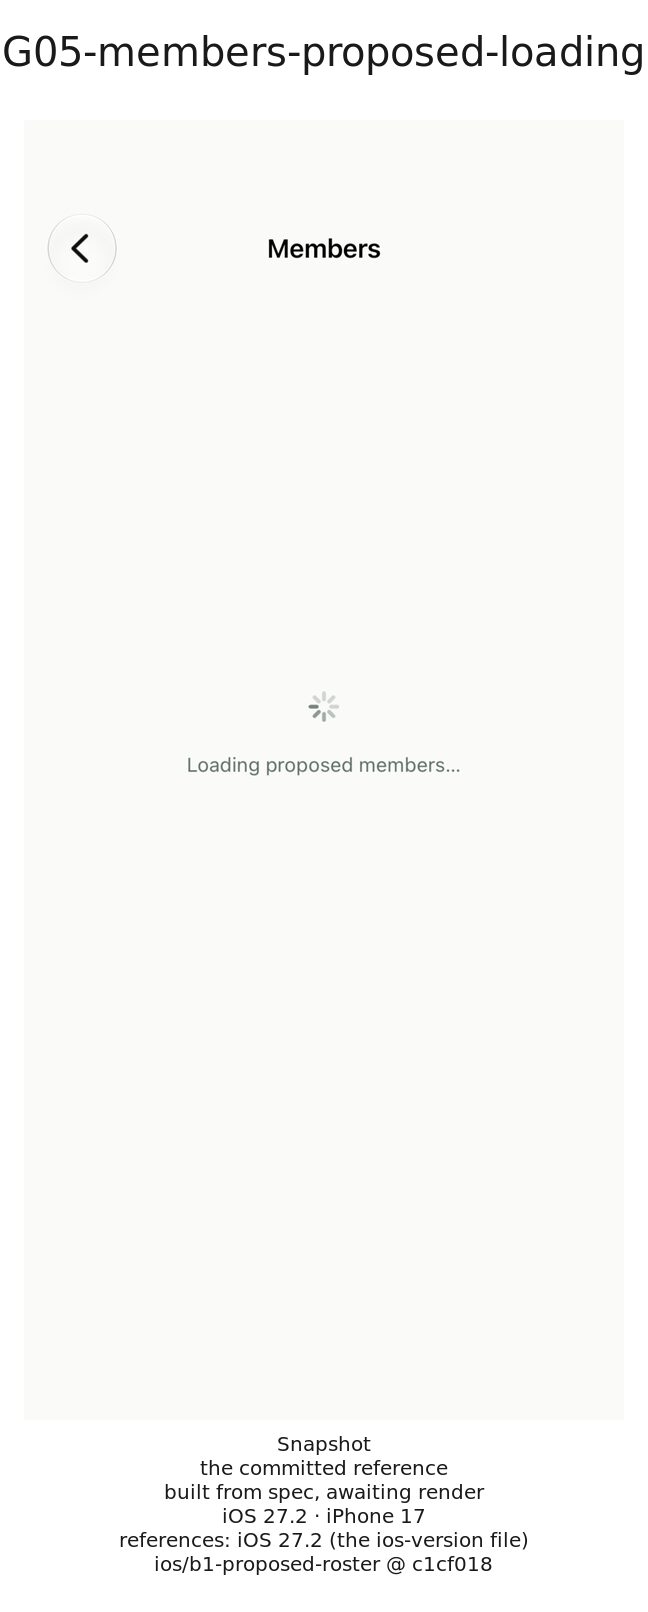 G05-members-proposed-loading
Members
Loading proposed members...
Snapshot
the committed reference
built from spec, awaiting render
iOS 27.2 · iPhone 17
references: iOS 27.2 (the ios-version file)
ios/b1-proposed-roster @ c1cf018